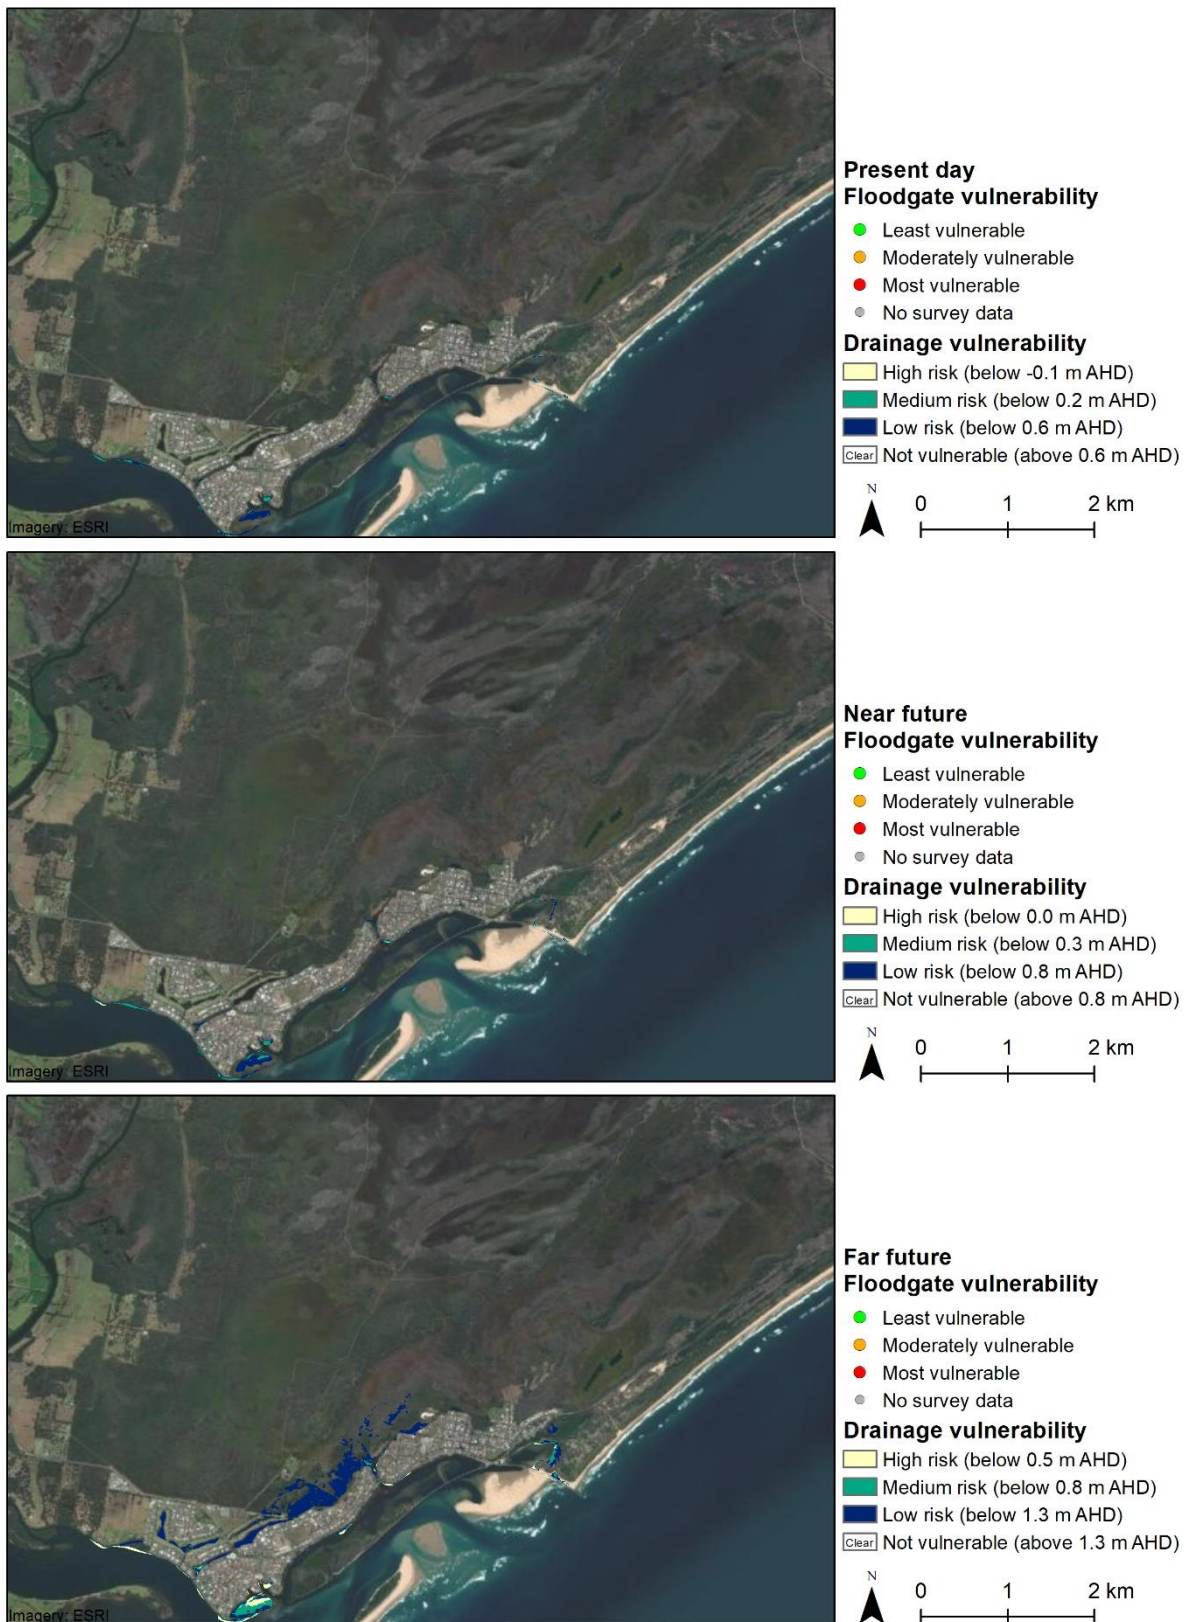 Present day
Floodgate vulnerability
Least vulnerable
Moderately vulnerable
Most vulnerable
No survey data
Drainage vulnerability
High risk (below -0.1 m AHD)
Medium risk (below 0.2 m AHD)
Low risk (below 0.6 m AHD)
Clear Not vulnerable (above 0.6 m AHD)
N
0 1 2 km
Imagery: ESRI
Near future
Floodgate vulnerability
Least vulnerable
Moderately vulnerable
Most vulnerable
No survey data
Drainage vulnerability
High risk (below 0.0 m AHD)
Medium risk (below 0.3 m AHD)
Low risk (below 0.8 m AHD)
Clear Not vulnerable (above 0.8 m AHD)
N
0 1 2 km
Imagery: ESRI
Far future
Floodgate vulnerability
Least vulnerable
Moderately vulnerable
Most vulnerable
No survey data
Drainage vulnerability
High risk (below 0.5 m AHD)
Medium risk (below 0.8 m AHD)
Low risk (below 1.3 m AHD)
Clear Not vulnerable (above 1.3 m AHD)
N
0 1 2 km
Imagery: ESRI